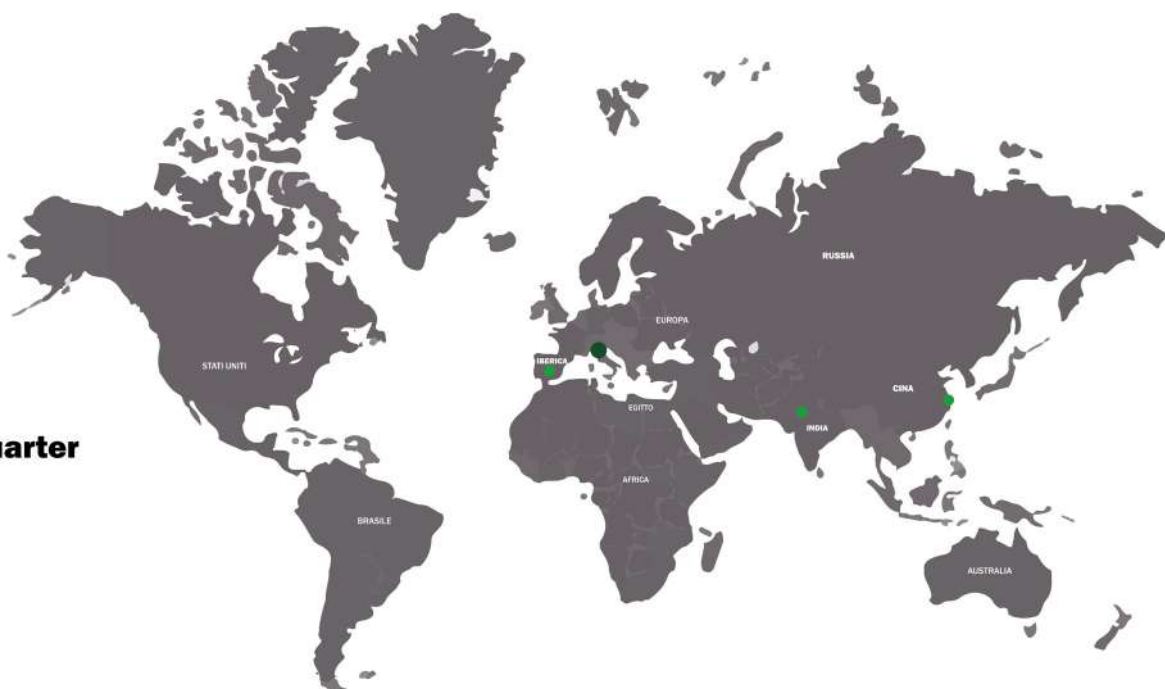 RUSSIA
EUROPA
IBERICA
STATI UNITI
CINA
EGITTO
INDIA
arter
AFRICA
BRASILE
AUSTRALIA